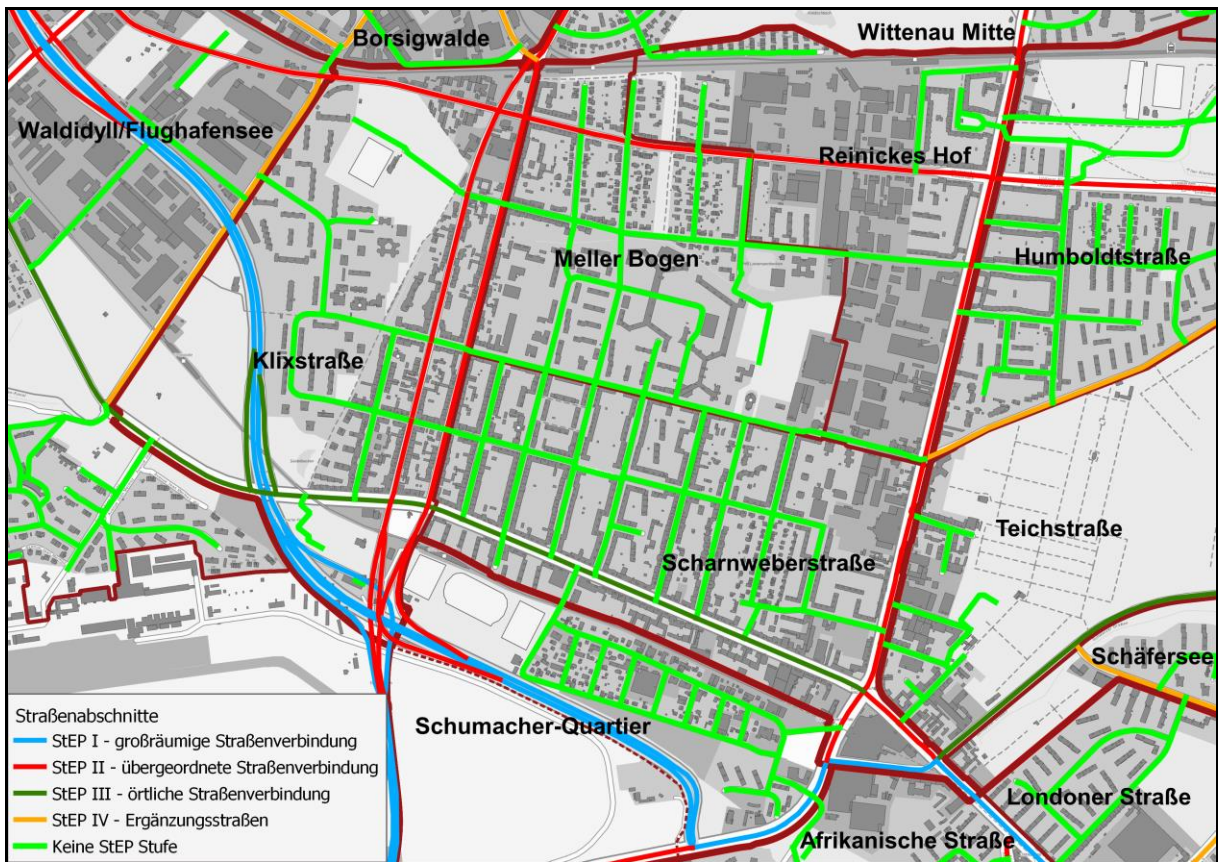 Borsigwalde
Wittenau Mitte
Waldidyll/Flughafensee
Reinickes Hof
Meller Bogen
Humboldtstraße
Klixstraße
Teichstraße
Scharnweberstraße
Schäfersee
Schumacher-Quartier
Londoner Straße
Afrikanische Straße
Straßenabschnitte
StEP I - großräumige Straßenverbindung
StEP II - übergeordnete Straßenverbindung
StEP III - örtliche Straßenverbindung
StEP IV - Ergänzungsstraßen
Keine StEP Stufe